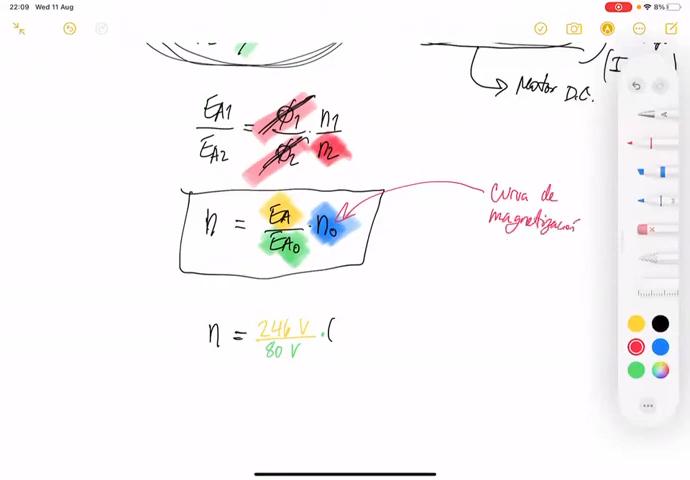 22:09 Wed 11 Aug
8%
Motor D.C.
(I
EA1 / EA2 = ϕ1 / ϕ2 · n1 / n2
n = EA / EA0 · n0
curva de
magnetización
n = 246 V / 80 V · (